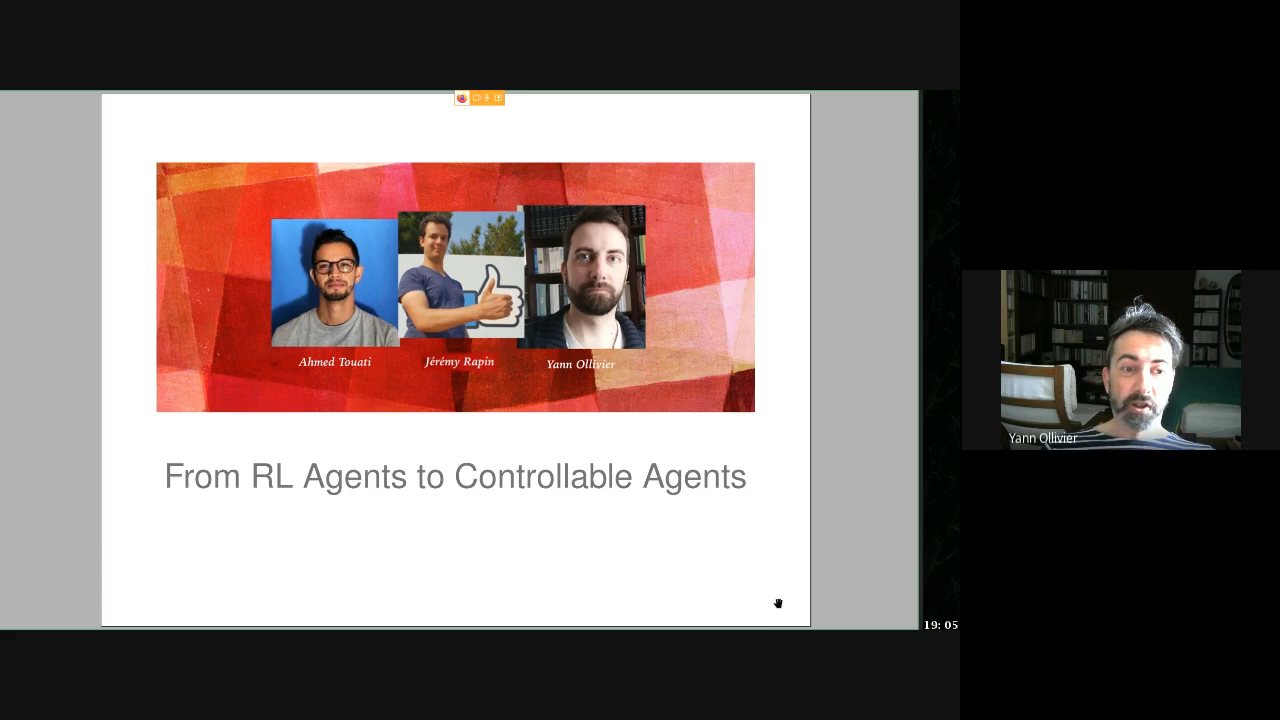 Ahmed Touati
Jérémy Rapin
Yann Ollivier
From RL Agents to Controllable Agents
Yann Ollivier
19: 05